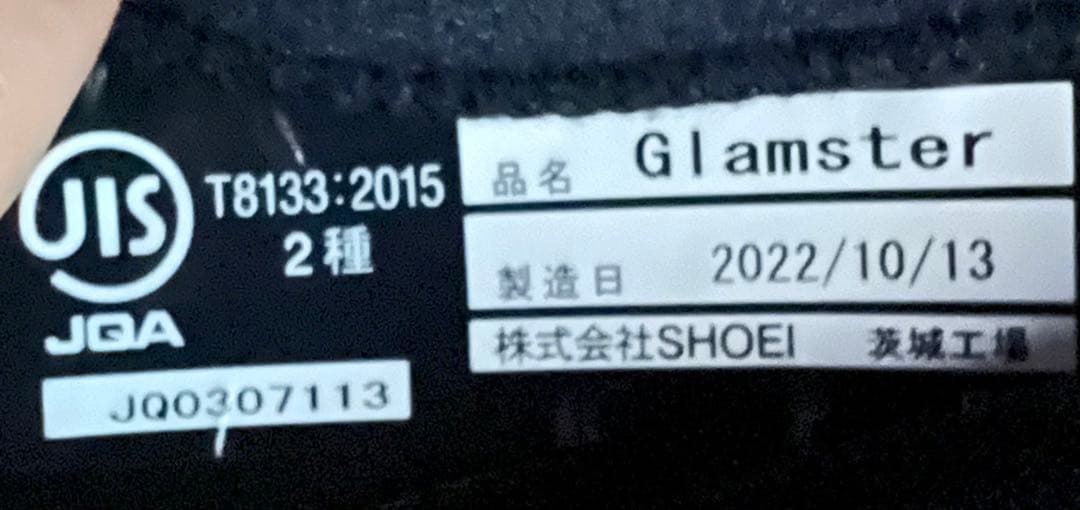 JIS
T8133:2015
2種
JQA
JQ0307113
品名 Glamster
製造日 2022/10/13
株式会社SHOEI 茨城工場